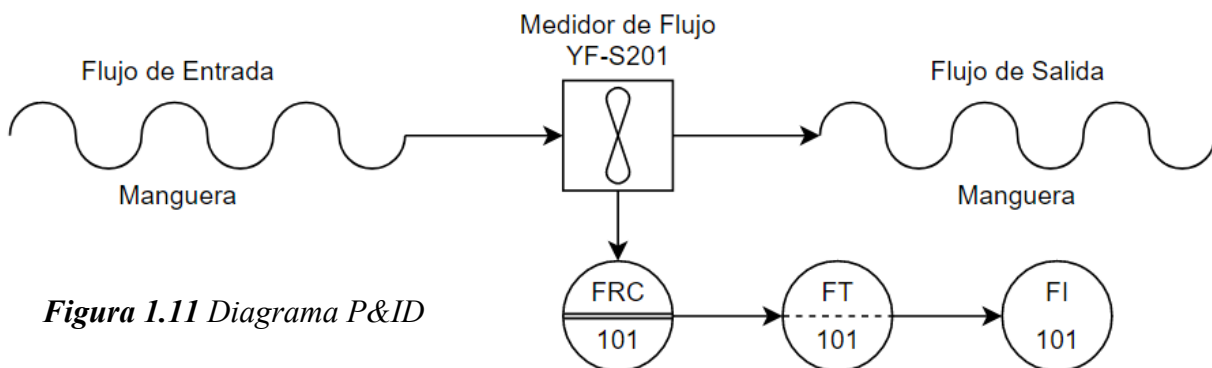 Medidor de Flujo
YF-S201
Flujo de Entrada
Flujo de Salida
Manguera
Manguera
FRC
101
FT
101
FI
101
Figura 1.11 Diagrama P&ID